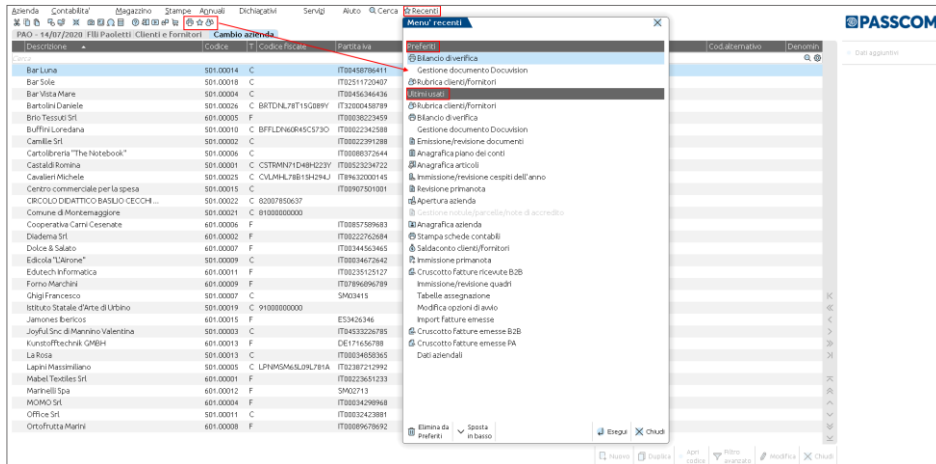 Azienda Contabilita' Magazzino Stampe Annuali Dichiarativi Servizi Aiuto Cerca Recenti
PASSCOM
PAO - 14/07/2020 Flli Paoletti Clienti e fornitori Cambio azienda
Descrizione Codice T Codice fiscale Partita iva Cod.alternativo Denomin
Cerca
Dati aggiuntivi
Bar Luna 501.00014 C IT00458786411
Bar Sole 501.00018 C IT02511720407
Bar Vista Mare 501.00004 C IT00456346436
Bartolini Daniele 501.00026 C BRTDNL78T15G089Y IT32000458789
Brio Tessuti Srl 601.00005 F IT00038223459
Buffini Loredana 501.00010 C BFFLDN60R45C573O IT00022342588
Camille Srl 501.00002 C IT00022391288
Cartolibreria "The Notebook" 501.00006 C IT00088372644
Castaldi Romina 501.00001 C CSTRMN71D48H223Y IT00523234722
Cavalieri Michele 501.00025 C CVLMHL78B15H294J IT89632000145
Centro commerciale per la spesa 501.00015 C IT00907501001
CIRCOLO DIDATTICO BASILIO CECCHI ... 501.00022 C 82007850637
Comune di Montemaggiore 501.00021 C 81000000000
Cooperativa Carni Cesenate 601.00006 F IT00857589683
Diadema Srl 601.00002 F IT00222762684
Dolce & Salato 601.00007 F IT00344563465
Edicola "L'Airone" 501.00009 C IT00034672642
Edutech Informatica 601.00011 F IT00235125127
Forno Marchini 601.00009 F IT07896896789
Ghigi Francesco 501.00007 C SM03415
Istituto Statale d'Arte di Urbino 501.00019 C 91000000000
Jamones Ibericos 601.00015 F ES3426346
Joyful Snc di Mannino Valentina 501.00003 C IT04533226785
Kunstofftechnik GMBH 601.00013 F DE171656788
La Rosa 501.00013 C IT00034858365
Lapini Massimiliano 501.00005 C LPNMSM65L09L781A IT02387212992
Mabel Textiles Srl 601.00001 F IT00223651233
Marinelli Spa 601.00012 F SM02713
MOMO Srl 601.00004 F IT00034298968
Office Srl 501.00011 C IT00032423881
Ortofrutta Marini 601.00008 F IT00089678692
Menu' recenti
Preferiti
Bilancio di verifica
Gestione documento Docuvision
Rubrica clienti/fornitori
Ultimi usati
Rubrica clienti/fornitori
Bilancio di verifica
Gestione documento Docuvision
Emissione/revisione documenti
Anagrafica piano dei conti
Anagrafica articoli
Immissione/revisione cespiti dell'anno
Revisione primanota
Apertura azienda
Gestione notule/parcelle/note di accredito
Anagrafica azienda
Stampa schede contabili
Saldaconto clienti/fornitori
Immissione primanota
Cruscotto fatture ricevute B2B
Immissione/revisione quadri
Tabelle assegnazione
Modifica opzioni di avvio
Import fatture emesse
Cruscotto fatture emesse B2B
Cruscotto fatture emesse PA
Dati aziendali
Elimina da Preferiti Sposta in basso Esegui Chiudi
Nuovo Duplica Apri codice Filtro avanzato Modifica Chiudi